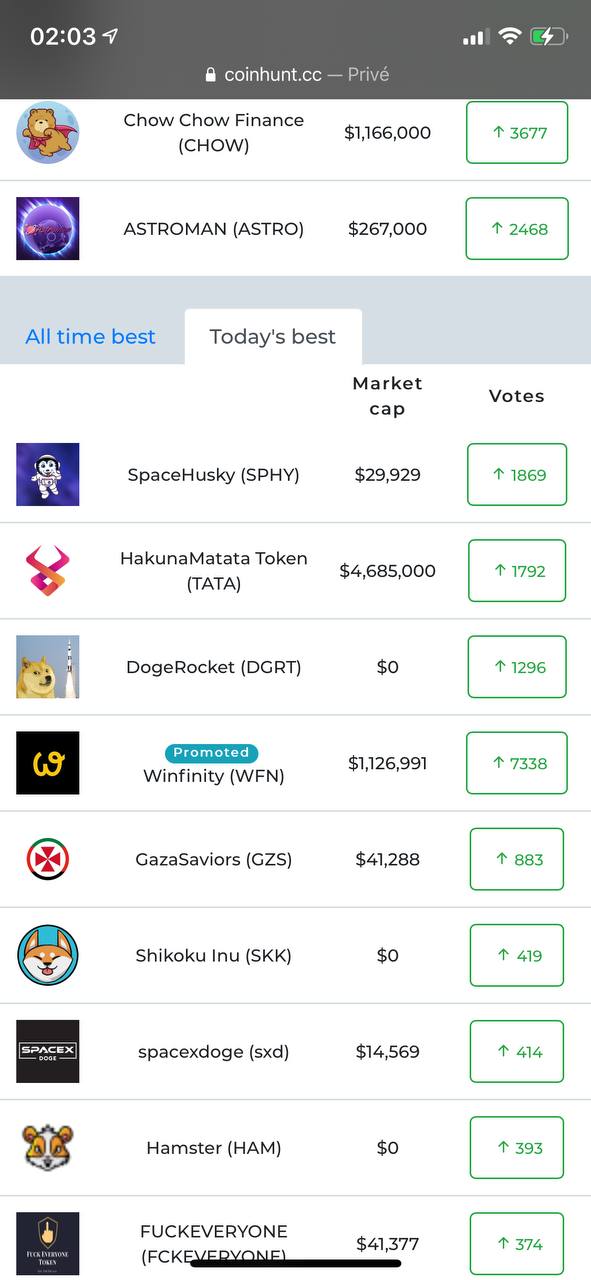 02:03
coinhunt.cc — Privé
Chow Chow Finance
(CHOW)
$1,166,000
↑ 3677
ASTROMAN (ASTRO)
$267,000
↑ 2468
All time best
Today's best
Market
cap
Votes
SpaceHusky (SPHY)
$29,929
↑ 1869
HakunaMatata Token
(TATA)
$4,685,000
↑ 1792
DogeRocket (DGRT)
$0
↑ 1296
Promoted
Winfinity (WFN)
$1,126,991
↑ 7338
GazaSaviors (GZS)
$41,288
↑ 883
Shikoku Inu (SKK)
$0
↑ 419
SPACEX
DOGE
spacexdoge (sxd)
$14,569
↑ 414
Hamster (HAM)
$0
↑ 393
FUCK EVERYONE
TOKEN
FUCKEVERYONE
(FCKEVERYONE)
$41,377
↑ 374